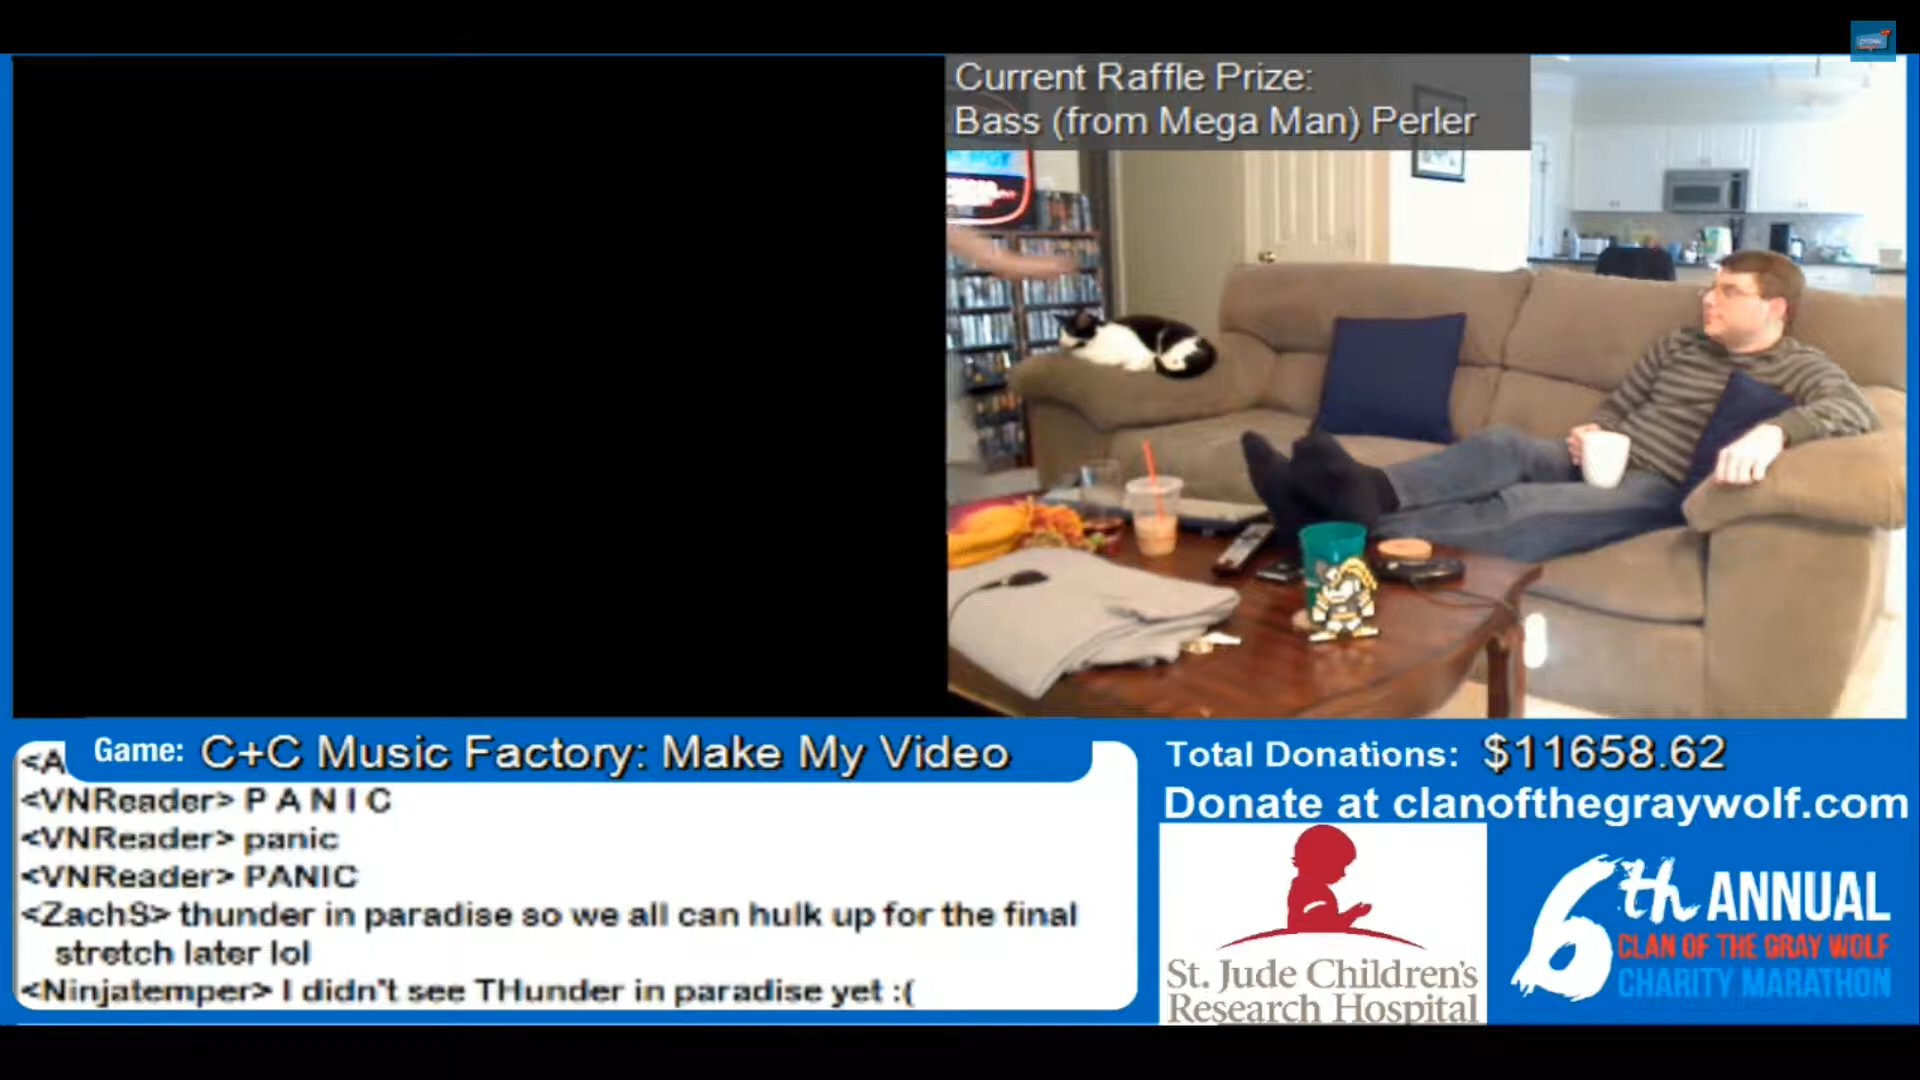 Current Raffle Prize:
Bass (from Mega Man) Perler
<A
Game: C+C Music Factory: Make My Video
<VNReader> P A N I C
<VNReader> panic
<VNReader> PANIC
<ZachS> thunder in paradise so we all can hulk up for the final
stretch later lol
<Ninjatemper> I didn't see THunder in paradise yet :(
Total Donations: $11658.62
Donate at clanofthegraywolf.com
St. Jude Children's
Research Hospital
6th ANNUAL
CLAN OF THE GRAY WOLF
CHARITY MARATHON